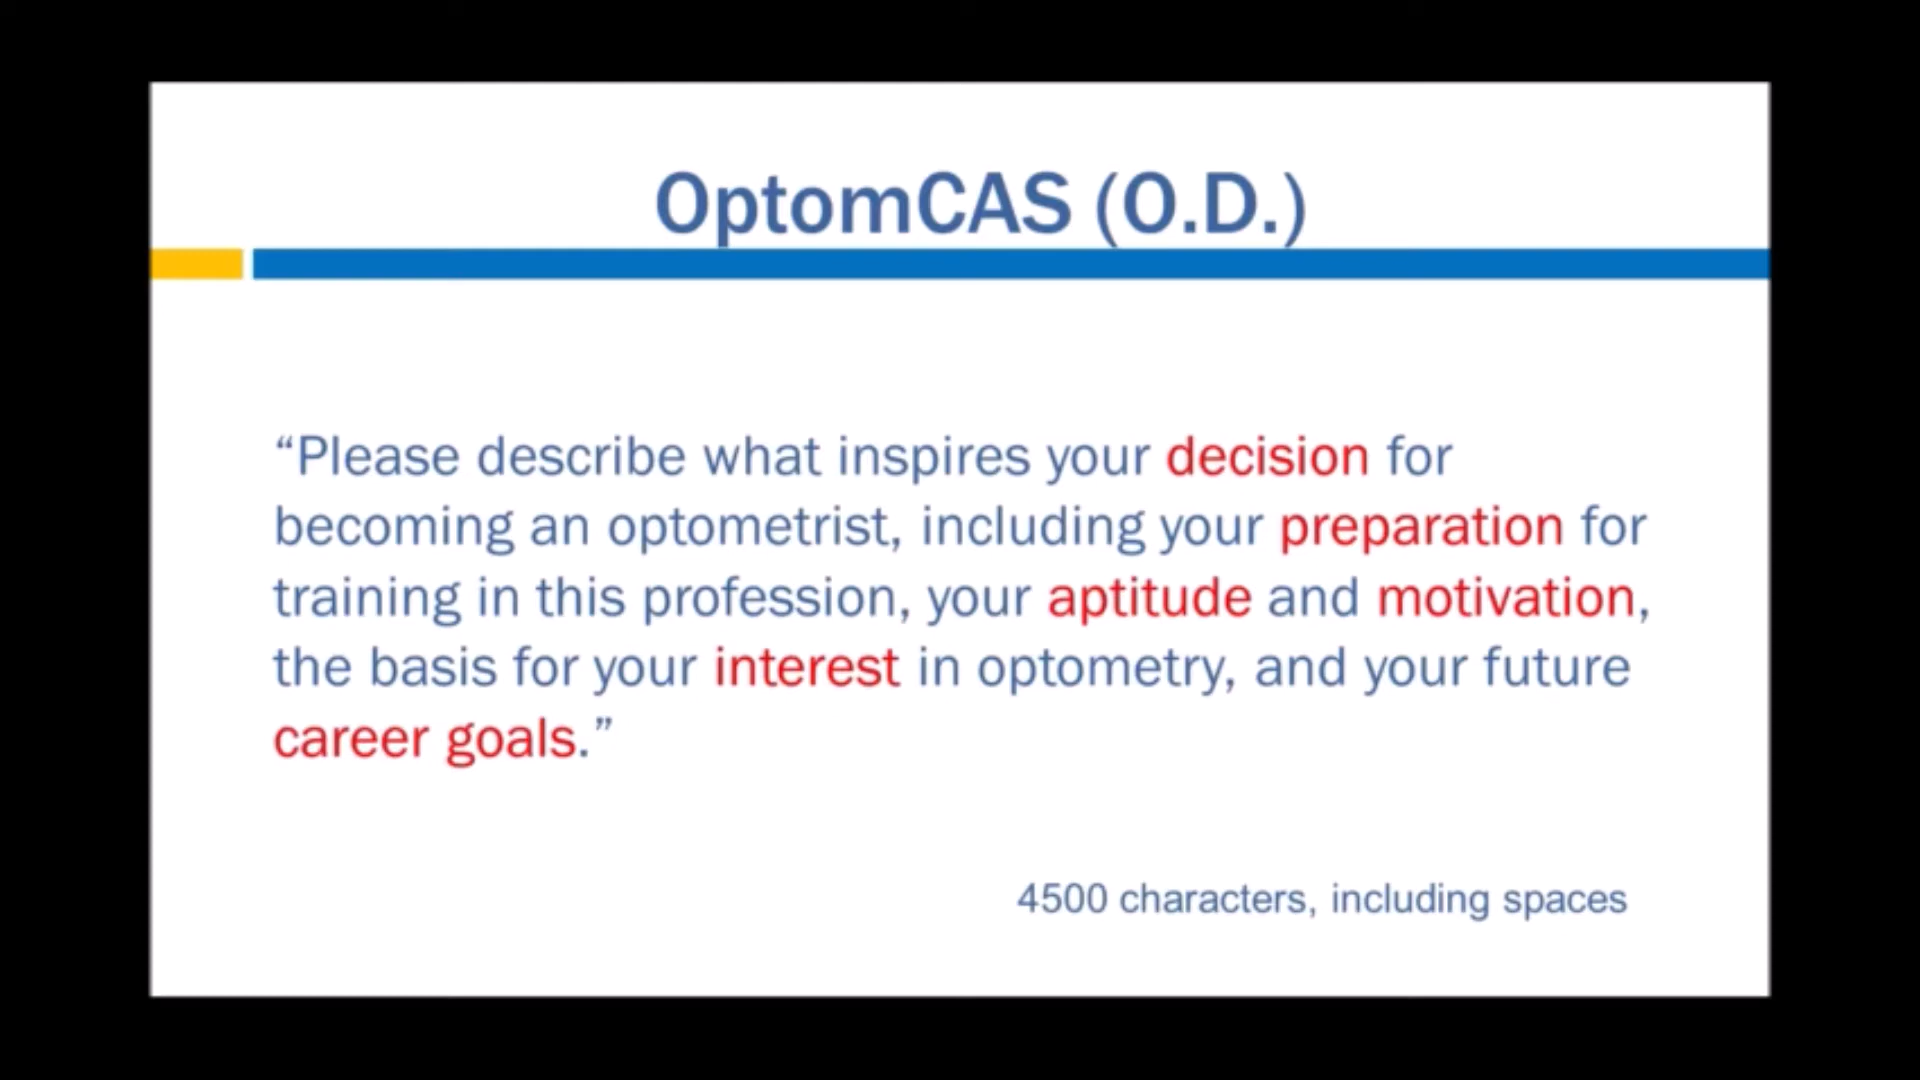 OptomCAS (O.D.)
“Please describe what inspires your decision for
becoming an optometrist, including your preparation for
training in this profession, your aptitude and motivation,
the basis for your interest in optometry, and your future
career goals.”
4500 characters, including spaces